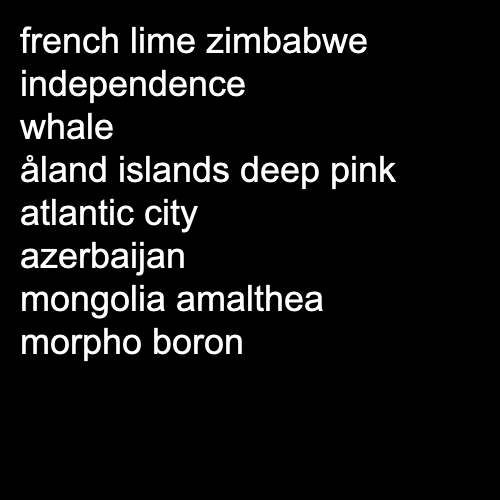 french lime zimbabwe
independence
whale
åland islands deep pink
atlantic city
azerbaijan
mongolia amalthea
morpho boron